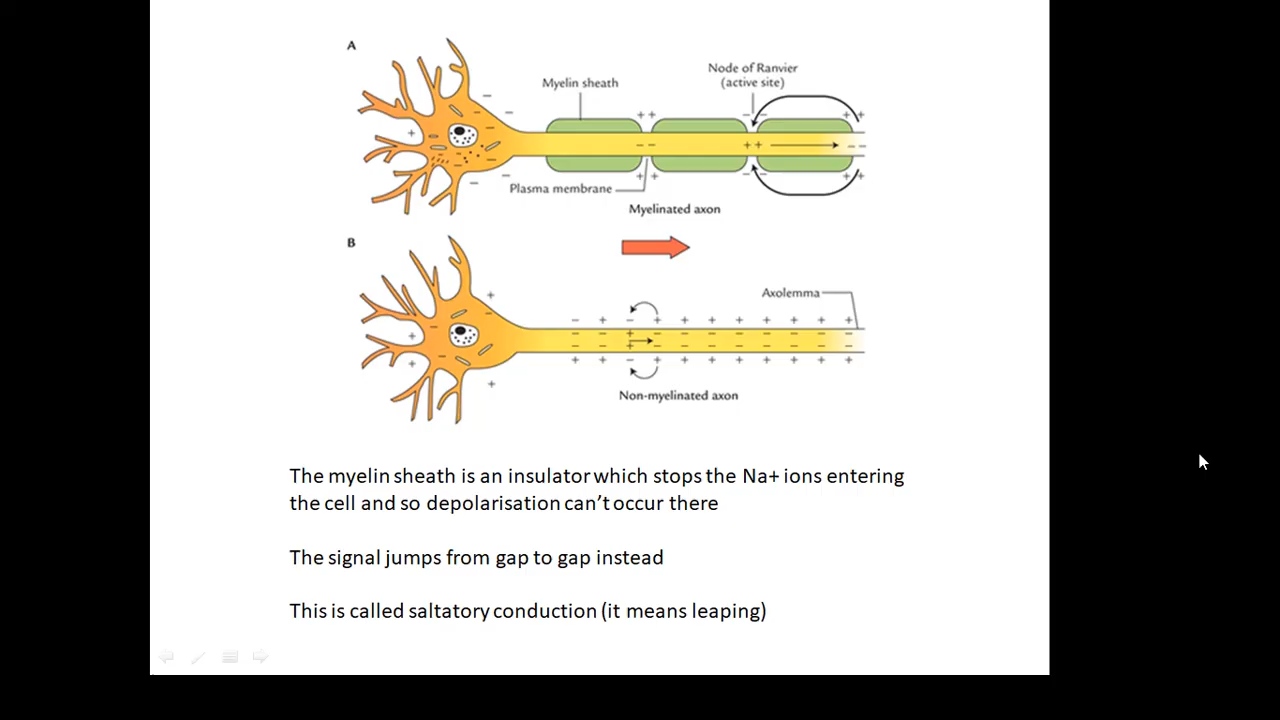 A
Node of Ranvier
(active site)
Myelin sheath
Plasma membrane
Myelinated axon
B
Axolemma
Non-myelinated axon
The myelin sheath is an insulator which stops the Na+ ions entering
the cell and so depolarisation can’t occur there
The signal jumps from gap to gap instead
This is called saltatory conduction (it means leaping)